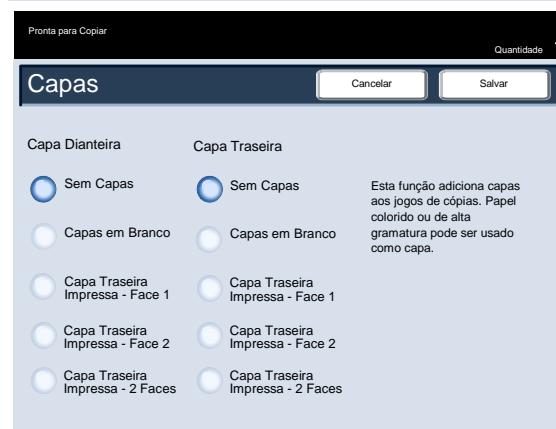 Pronta para Copiar
Quantidade
Capas
Cancelar
Salvar
Capa Dianteira
Sem Capas
Capas em Branco
Capa Traseira
Impressa - Face 1
Capa Traseira
Impressa - Face 2
Capa Traseira
Impressa - 2 Faces
Capa Traseira
Sem Capas
Capas em Branco
Capa Traseira
Impressa - Face 1
Capa Traseira
Impressa - Face 2
Capa Traseira
Impressa - 2 Faces
Esta função adiciona capas
aos jogos de cópias. Papel
colorido ou de alta
gramatura pode ser usado
como capa.